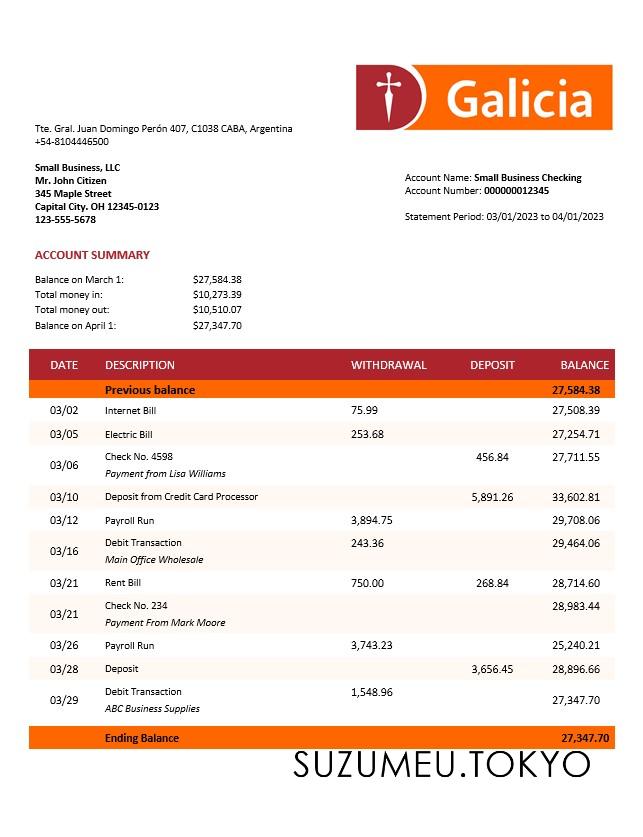 Galicia
Tte. Gral. Juan Domingo Perón 407, C1038 CABA, Argentina
+54-8104446500
Small Business, LLC
Mr. John Citizen
345 Maple Street
Capital City. OH 12345-0123
123-555-5678
Account Name: Small Business Checking
Account Number: 000000012345
Statement Period: 03/01/2023 to 04/01/2023
ACCOUNT SUMMARY
Balance on March 1: $27,584.38
Total money in: $10,273.39
Total money out: $10,510.07
Balance on April 1: $27,347.70
DATE DESCRIPTION WITHDRAWAL DEPOSIT BALANCE
Previous balance 27,584.38
03/02 Internet Bill 75.99 27,508.39
03/05 Electric Bill 253.68 27,254.71
03/06 Check No. 4598 456.84 27,711.55
Payment from Lisa Williams
03/10 Deposit from Credit Card Processor 5,891.26 33,602.81
03/12 Payroll Run 3,894.75 29,708.06
03/16 Debit Transaction 243.36 29,464.06
Main Office Wholesale
03/21 Rent Bill 750.00 268.84 28,714.60
03/21 Check No. 234 28,983.44
Payment From Mark Moore
03/26 Payroll Run 3,743.23 25,240.21
03/28 Deposit 3,656.45 28,896.66
03/29 Debit Transaction 1,548.96 27,347.70
ABC Business Supplies
Ending Balance 27,347.70
SUZUMEU.TOKYO